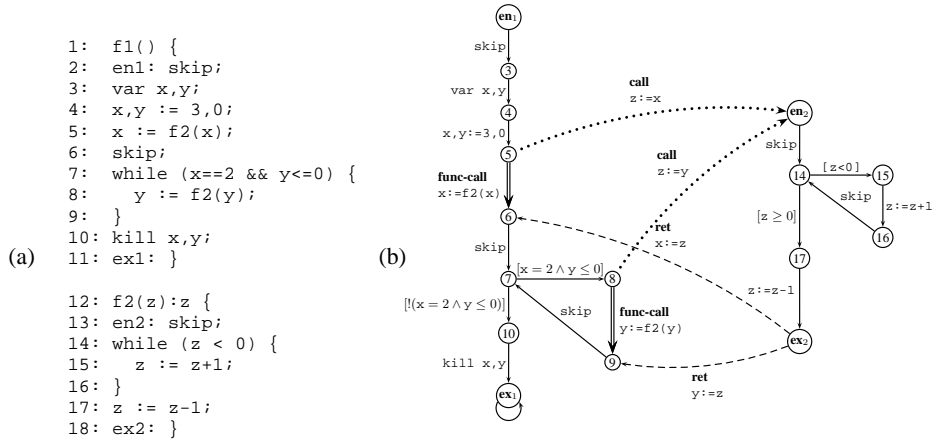 (a)
1: f1() {
2: en1: skip;
3: var x,y;
4: x,y := 3,0;
5: x := f2(x);
6: skip;
7: while (x==2 && y<=0) {
8: y := f2(y);
9: }
10: kill x,y;
11: ex1: }
12: f2(z):z {
13: en2: skip;
14: while (z < 0) {
15: z := z+1;
16: }
17: z := z-1;
18: ex2: }
(b)
en₁
skip
3
var x,y
4
x,y:=3,0
5
func-call
x:=f2(x)
6
skip
7
[x = 2 ∧ y ≤ 0]
8
[!(x = 2 ∧ y ≤ 0)]
skip
func-call
y:=f2(y)
10
9
kill x,y
ex₁
call
z:=x
call
z:=y
ret
x:=z
ret
y:=z
en₂
skip
14
[z<0]
15
skip
z:=z+1
16
[z ≥ 0]
17
z:=z-1
ex₂